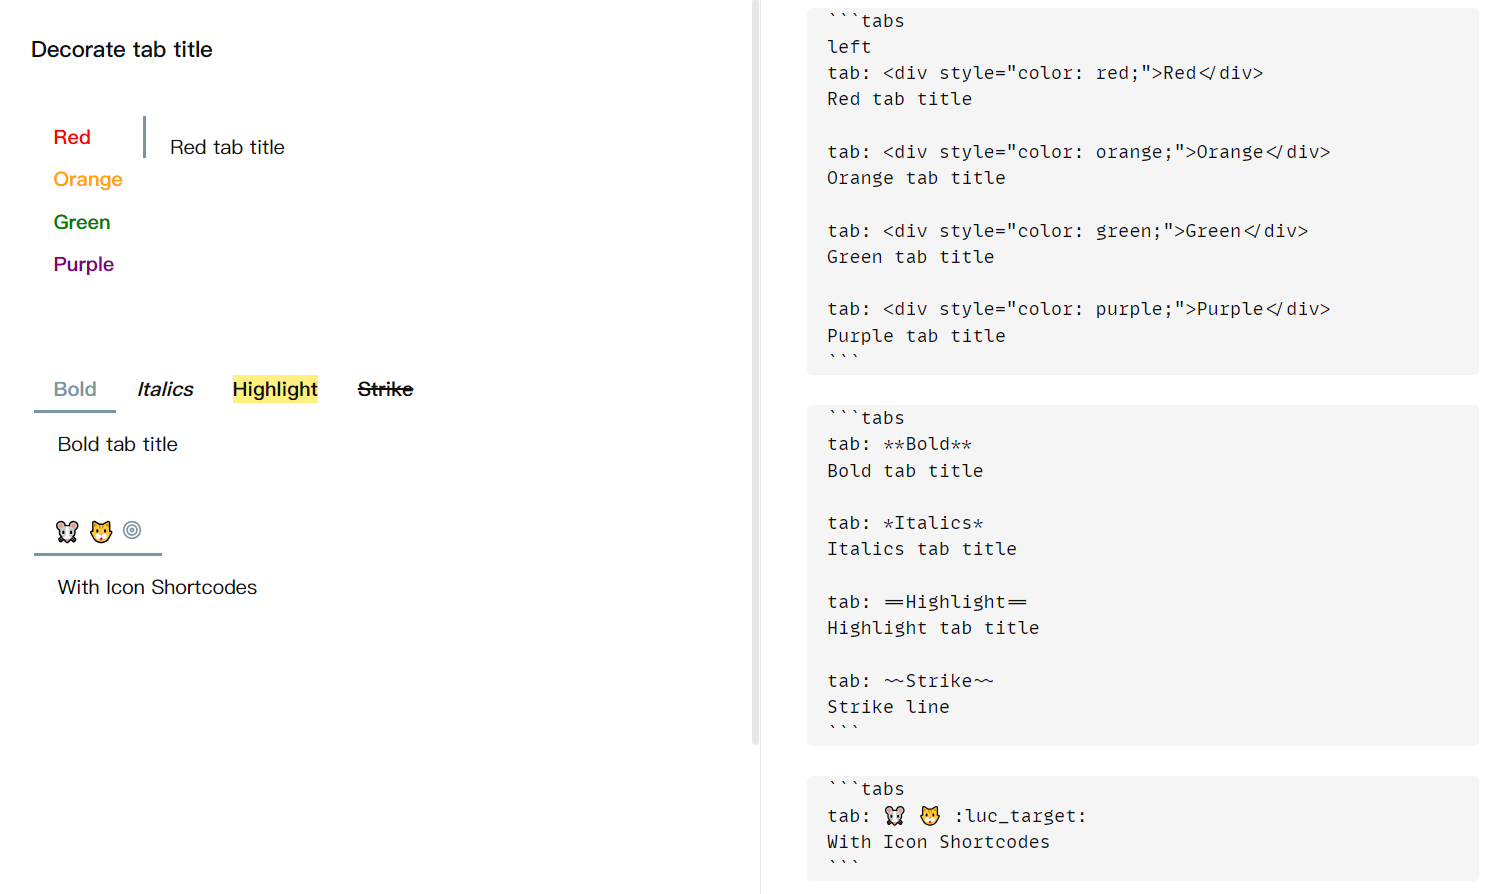 Decorate tab title
Red
Red tab title
Orange
Green
Purple
Bold Italics Highlight Strike
Bold tab title
🐭 🐱
With Icon Shortcodes
```tabs
left
tab: <div style="color: red;">Red</div>
Red tab title
tab: <div style="color: orange;">Orange</div>
Orange tab title
tab: <div style="color: green;">Green</div>
Green tab title
tab: <div style="color: purple;">Purple</div>
Purple tab title
```
```tabs
tab: **Bold**
Bold tab title
tab: *Italics*
Italics tab title
tab: ==Highlight==
Highlight tab title
tab: ~~Strike~~
Strike line
```
```tabs
tab: 🐭 🐱 :luc_target:
With Icon Shortcodes
```